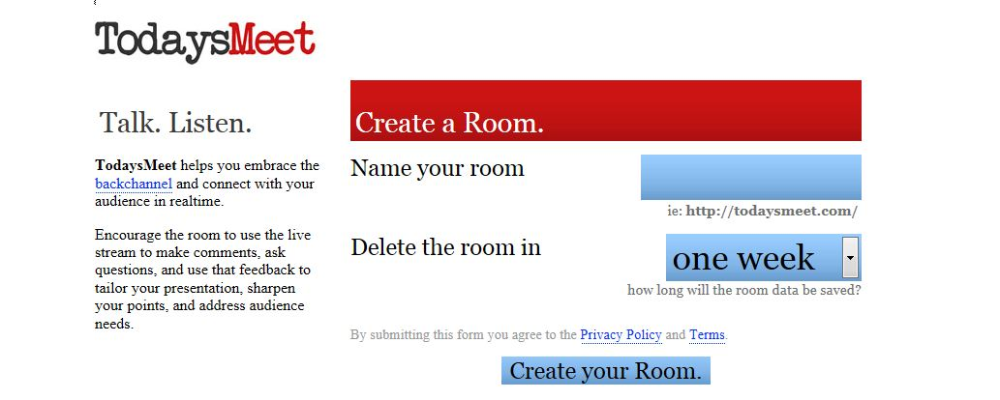 TodaysMeet
Talk. Listen.
TodaysMeet helps you embrace the
backchannel and connect with your
audience in realtime.
Encourage the room to use the live
stream to make comments, ask
questions, and use that feedback to
tailor your presentation, sharpen
your points, and address audience
needs.
Create a Room.
Name your room
ie: http://todaysmeet.com/
Delete the room in
one week
how long will the room data be saved?
By submitting this form you agree to the Privacy Policy and Terms.
Create your Room.